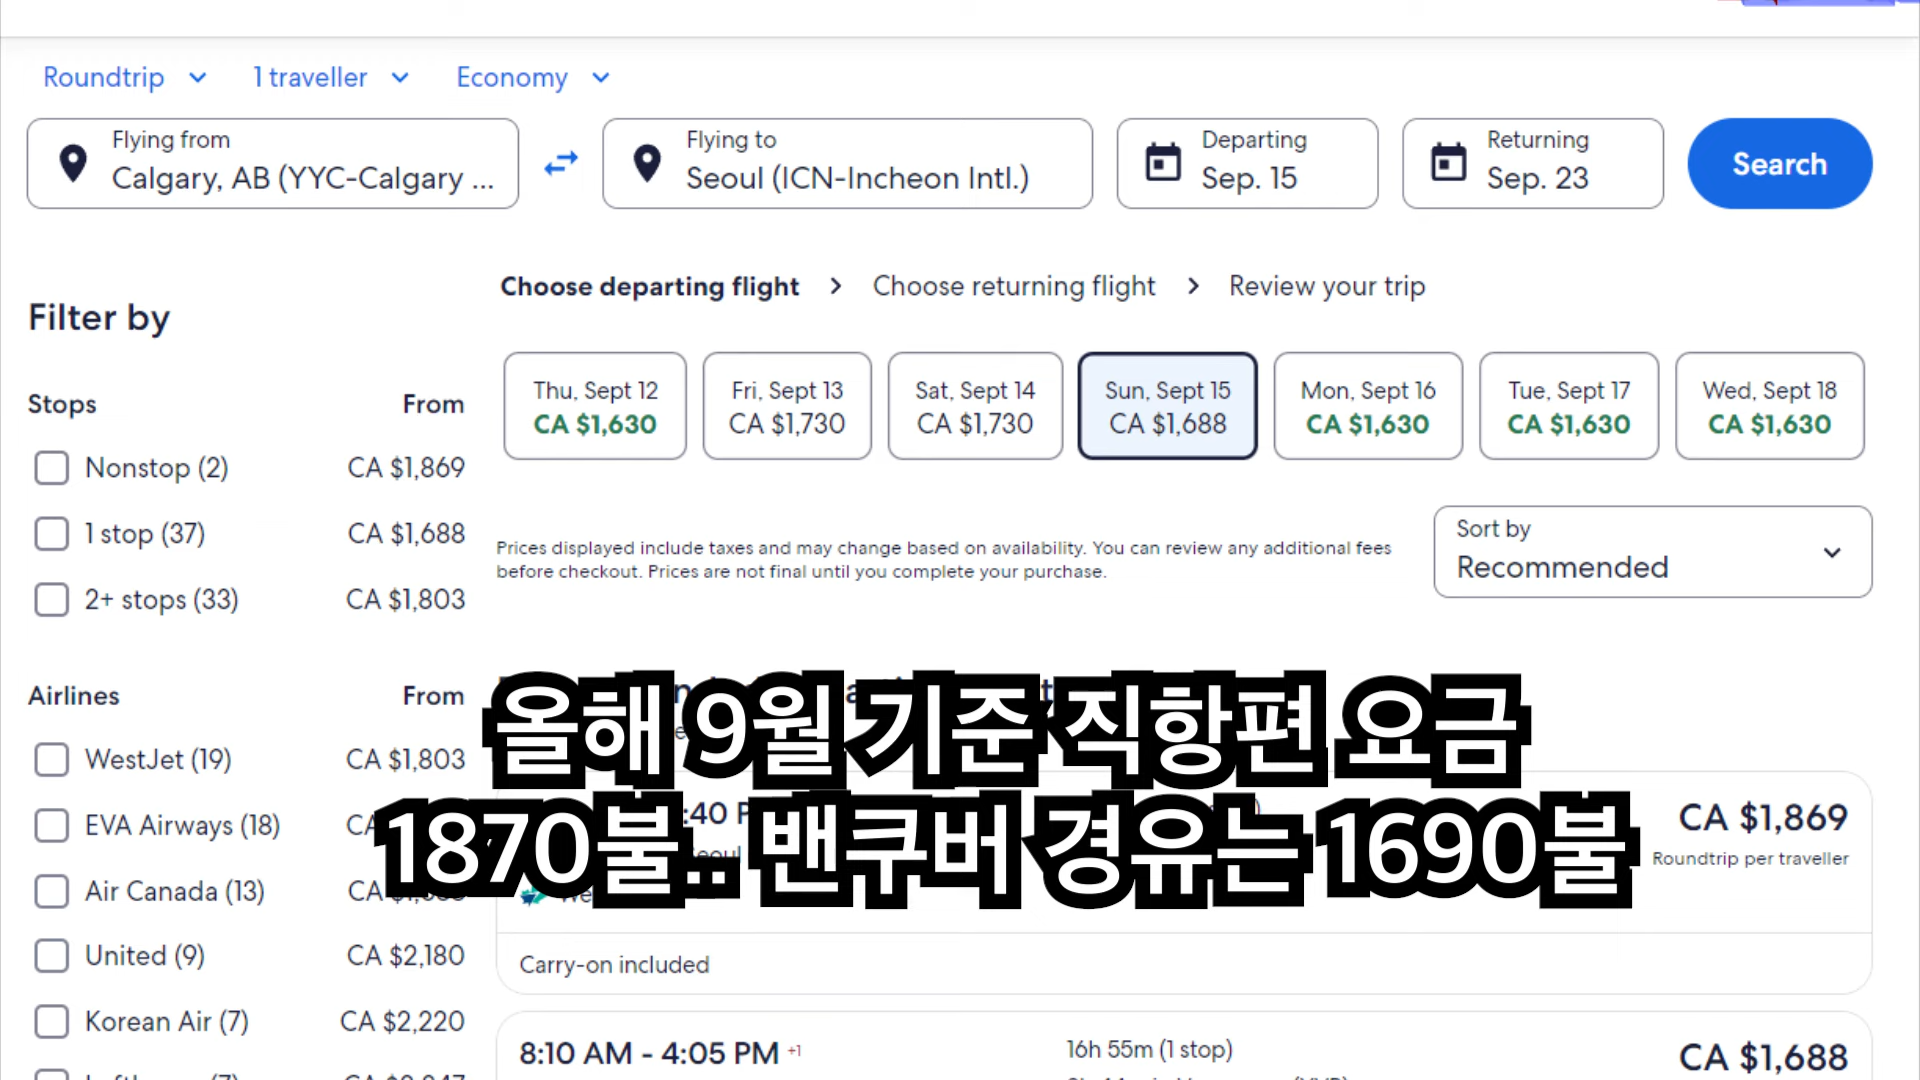 Roundtrip 1 traveller Economy
Flying from
Calgary, AB (YYC-Calgary ...
Flying to
Seoul (ICN-Incheon Intl.)
Departing
Sep. 15
Returning
Sep. 23
Search
Choose departing flight > Choose returning flight > Review your trip
Filter by
Thu, Sept 12
CA $1,630
Fri, Sept 13
CA $1,730
Sat, Sept 14
CA $1,730
Sun, Sept 15
CA $1,688
Mon, Sept 16
CA $1,630
Tue, Sept 17
CA $1,630
Wed, Sept 18
CA $1,630
Stops From
Nonstop (2) CA $1,869
1 stop (37) CA $1,688
2+ stops (33) CA $1,803
Prices displayed include taxes and may change based on availability. You can review any additional fees
before checkout. Prices are not final until you complete your purchase.
Sort by
Recommended
Airlines From
WestJet (19) CA $1,803
EVA Airways (18)
Air Canada (13)
United (9) CA $2,180
Korean Air (7) CA $2,220
올해 9월 기준 직항편 요금
1870불.. 밴쿠버 경유는 1690불
CA $1,869
Roundtrip per traveller
Carry-on included
8:10 AM - 4:05 PM +1
16h 55m (1 stop)
CA $1,688